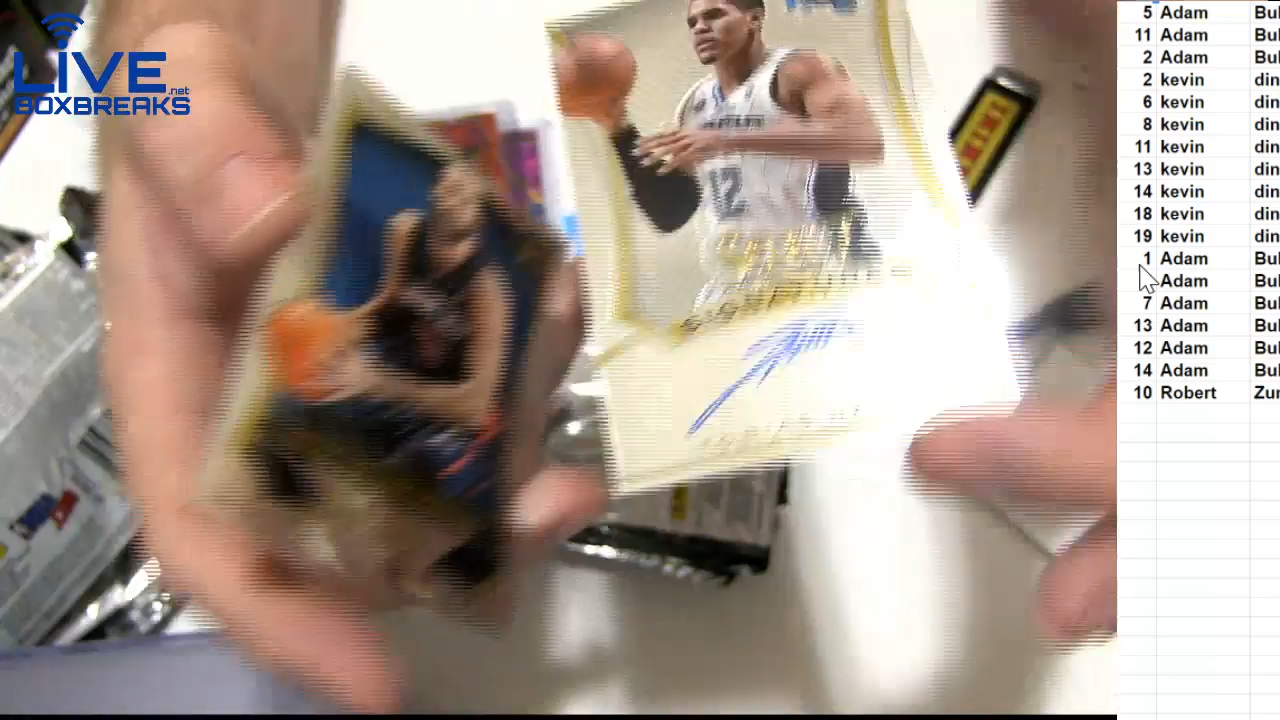 LIVE
.net
BOXBREAKS
12
PANINI
5 Adam Bul
11 Adam Bul
2 Adam Bul
2 kevin din
6 kevin din
8 kevin din
11 kevin din
13 kevin din
14 kevin din
18 kevin din
19 kevin din
1 Adam Bul
Adam Bul
7 Adam Bul
13 Adam Bul
12 Adam Bul
14 Adam Bul
10 Robert Zur